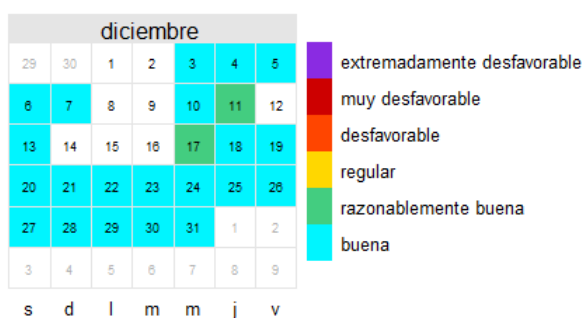 diciembre
29 30 1 2 3 4 5
6 7 8 9 10 11 12
13 14 15 16 17 18 19
20 21 22 23 24 25 26
27 28 29 30 31 1 2
3 4 5 6 7 8 9
s d l m m j v
extremadamente desfavorable
muy desfavorable
desfavorable
regular
razonablemente buena
buena